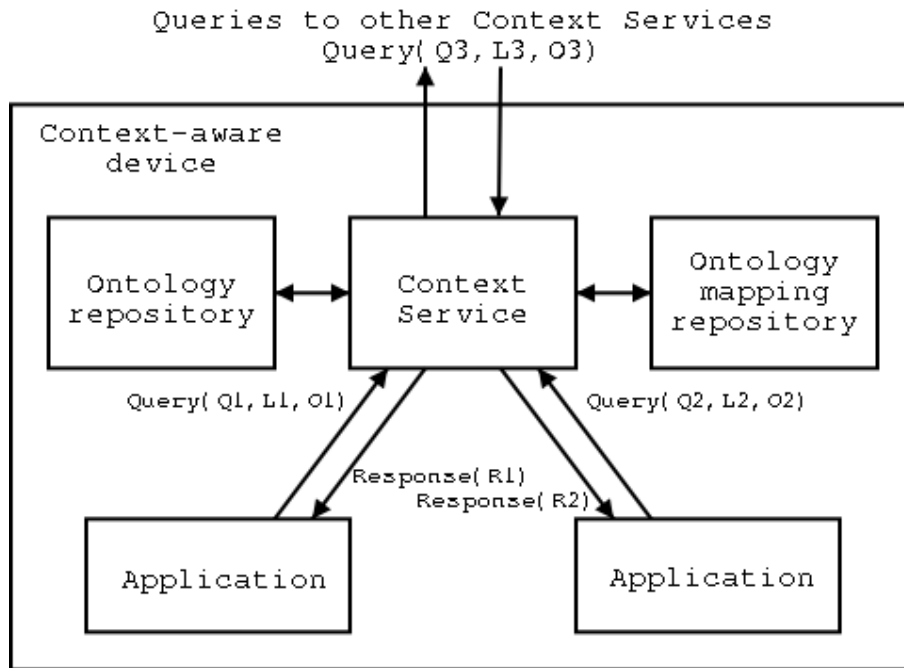 Queries to other Context Services
Query( Q3, L3, O3)
Context-aware
device
Ontology
repository
Context
Service
Ontology
mapping
repository
Query( Q1, L1, O1)
Query( Q2, L2, O2)
Response( R1)
Response( R2)
Application
Application